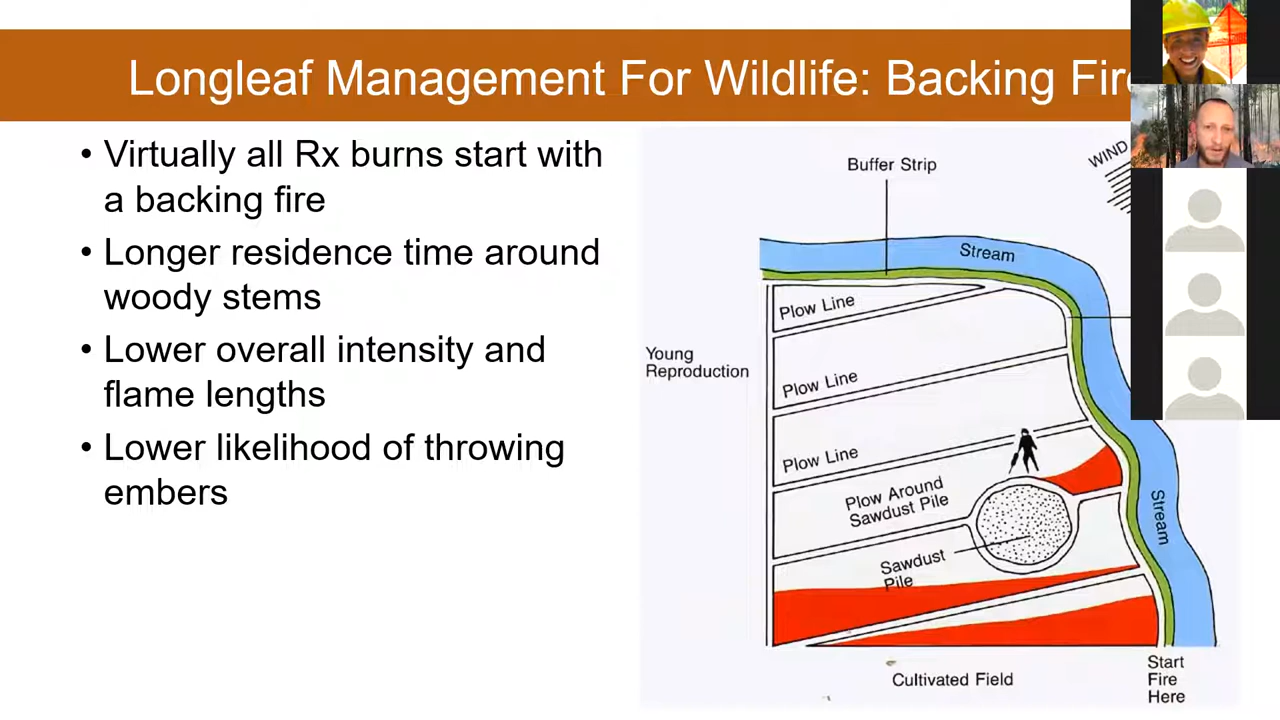 Longleaf Management For Wildlife: Backing Fire
• Virtually all Rx burns start with
a backing fire
• Longer residence time around
woody stems
• Lower overall intensity and
flame lengths
• Lower likelihood of throwing
embers
Buffer Strip
WIND
Stream
Plow Line
Young
Reproduction
Plow Line
Plow Line
Plow Around
Sawdust Pile
Stream
Sawdust
Pile
Cultivated Field
Start
Fire
Here